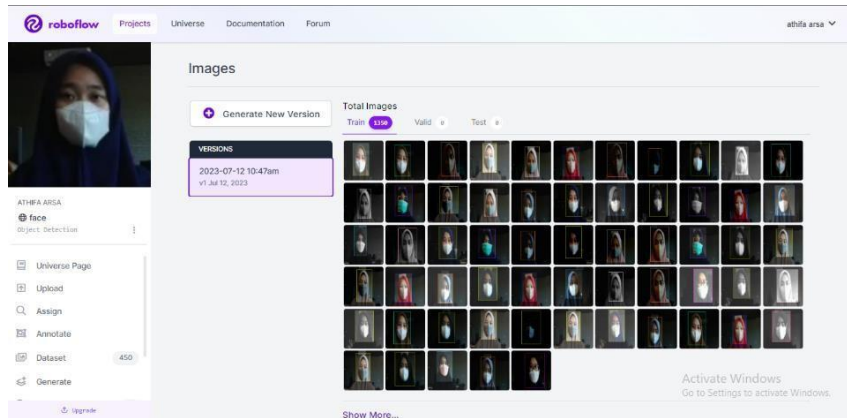 roboflow Projects Universe Documentation Forum athifa arsa
Images
Generate New Version
Total Images
Train 1350 Valid 0 Test 0
VERSIONS
2023-07-12 10:47am
v1 Jul 12, 2023
ATHIFA ARSA
face
Object Detection
Universe Page
Upload
Assign
Annotate
Dataset 450
Generate
Upgrade
Show More...
Activate Windows
Go to Settings to activate Windows.